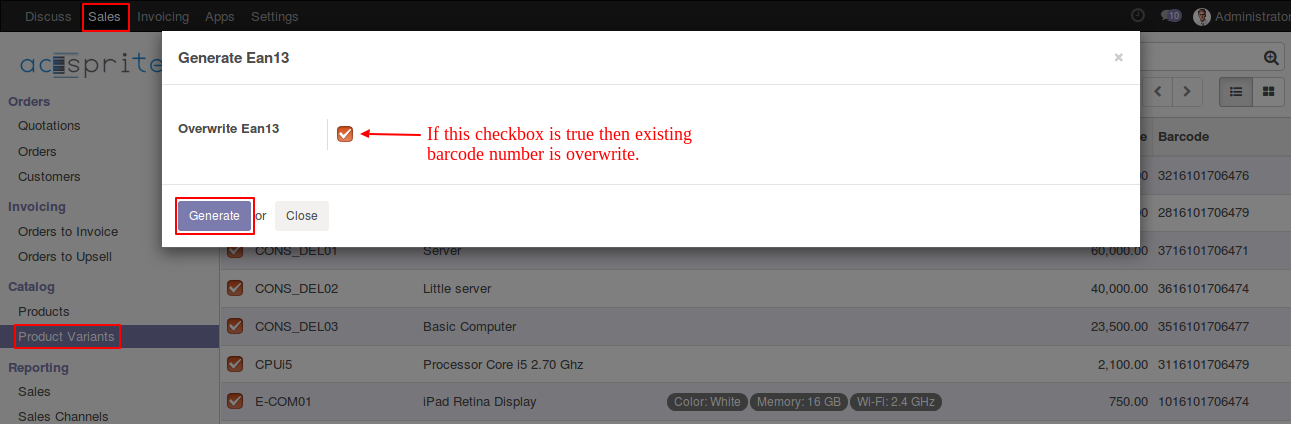 Discuss Sales Invoicing Apps Settings 10 Administrator
Generate Ean13 ×
acsprite
Orders
Quotations
Overwrite Ean13
If this checkbox is true then existing
barcode number is overwrite.
Barcode
Orders
Customers
.00 3216101706476
Invoicing
Generate or Close
.00 2816101706479
Orders to Invoice
Orders to Upsell
CONS_DEL01 Server 60,000.00 3716101706471
Catalog
CONS_DEL02 Little server 40,000.00 3616101706474
Products
Product Variants
CONS_DEL03 Basic Computer 23,500.00 3516101706477
Reporting
CPUi5 Processor Core i5 2.70 Ghz 2,100.00 3116101706479
Sales
E-COM01 iPad Retina Display Color: White Memory: 16 GB Wi-Fi: 2.4 GHz 750.00 1016101706474
Sales Channels